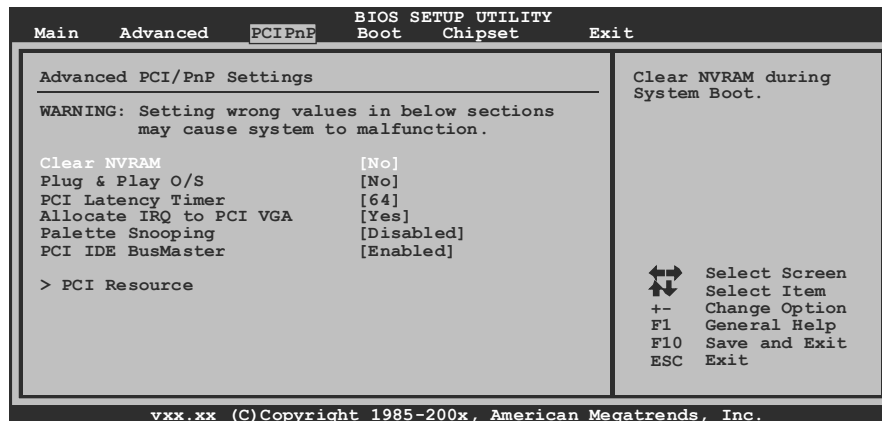 BIOS SETUP UTILITY
Main Advanced PCIPnP Boot Chipset Exit
Advanced PCI/PnP Settings
WARNING: Setting wrong values in below sections
may cause system to malfunction.
Clear NVRAM [No]
Plug & Play O/S [No]
PCI Latency Timer [64]
Allocate IRQ to PCI VGA [Yes]
Palette Snooping [Disabled]
PCI IDE BusMaster [Enabled]
> PCI Resource
Clear NVRAM during
System Boot.
Select Screen
Select Item
+- Change Option
F1 General Help
F10 Save and Exit
ESC Exit
vxx.xx (C)Copyright 1985-200x, American Megatrends, Inc.